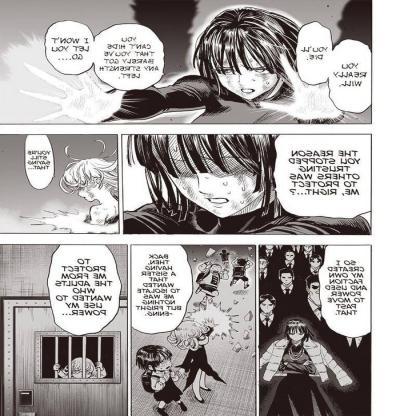 I WON'T
LET
YOU
GO....
YOU
CAN'T HIDE
YOU'VE GOT
BARELY
ANY STRENGTH
LEFT.
YOU'LL
DIE.
YOU
REALLY
WILL
YOU'RE
STILL
SAYING
THAT...
THE REASON
YOU STOPPED
TRUSTING
OTHERS WAS
TO PROTECT
ME, RIGHT...?
TO
PROTECT
ME FROM
THE ADULTS
WHO
WANTED TO
USE MY
POWER...
BACK
THEN,
HAVING
A SISTER
THAT
WANTED
TO ISOLATE
ME WAS
NOTHING
BUT FRIGHT
-ENING
SO I
CREATED
MY OWN
FACTION
AND USED
POWER
TO MOVE
PAST
THAT.